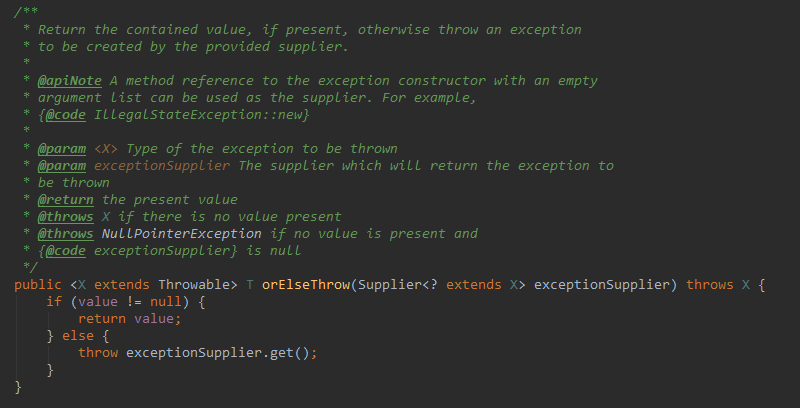 /**
 * Return the contained value, if present, otherwise throw an exception
 * to be created by the provided supplier.
 *
 * @apiNote A method reference to the exception constructor with an empty
 * argument list can be used as the supplier. For example,
 * {@code IllegalStateException::new}
 *
 * @param <X> Type of the exception to be thrown
 * @param exceptionSupplier The supplier which will return the exception to
 * be thrown
 * @return the present value
 * @throws X if there is no value present
 * @throws NullPointerException if no value is present and
 * {@code exceptionSupplier} is null
 */
public <X extends Throwable> T orElseThrow(Supplier<? extends X> exceptionSupplier) throws X {
    if (value != null) {
        return value;
    } else {
        throw exceptionSupplier.get();
    }
}